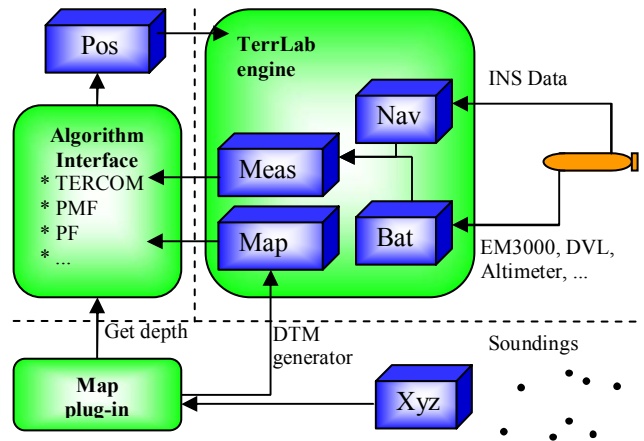 Pos
TerrLab
engine
INS Data
Nav
Algorithm
Interface
* TERCOM
* PMF
* PF
* ...
Meas
Map
Bat
EM3000, DVL,
Altimeter, ...
Get depth
DTM
generator
Soundings
Map
plug-in
Xyz